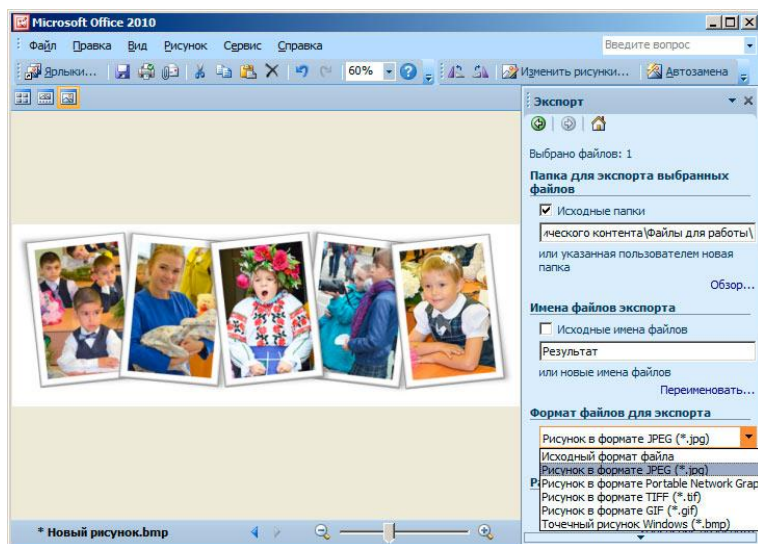 Microsoft Office 2010
Файл Правка Вид Рисунок Сервис Справка Введите вопрос
Ярлыки... 60% Изменить рисунки... Автозамена
Экспорт
Выбрано файлов: 1
Папка для экспорта выбранных
файлов
Исходные папки
ического контента\Файлы для работы\
или указанная пользователем новая
папка
Обзор...
Имена файлов экспорта
Исходные имена файлов
Результат
или новые имена файлов
Переименовать...
Формат файлов для экспорта
Рисунок в формате JPEG (*.jpg)
Исходный формат файла
Рисунок в формате JPEG (*.jpg)
Рисунок в формате Portable Network Grap
Рисунок в формате TIFF (*.tif)
Рисунок в формате GIF (*.gif)
Точечный рисунок Windows (*.bmp)
* Новый рисунок.bmp